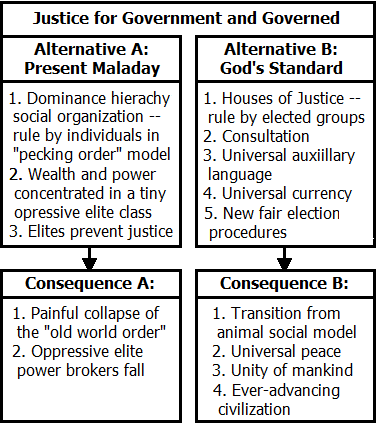 Justice for Government and Governed
Alternative A:
Present Maladay
1. Dominance hierachy
social organization --
rule by individuals in
"pecking order" model
2. Wealth and power
concentrated in a tiny
opressive elite class
3. Elites prevent justice
Alternative B:
God's Standard
1. Houses of Justice --
rule by elected groups
2. Consultation
3. Universal auxiillary
language
4. Universal currency
5. New fair election
procedures
Consequence A:
1. Painful collapse of
the "old world order"
2. Oppressive elite
power brokers fall
Consequence B:
1. Transition from
animal social model
2. Universal peace
3. Unity of mankind
4. Ever-advancing
civilization